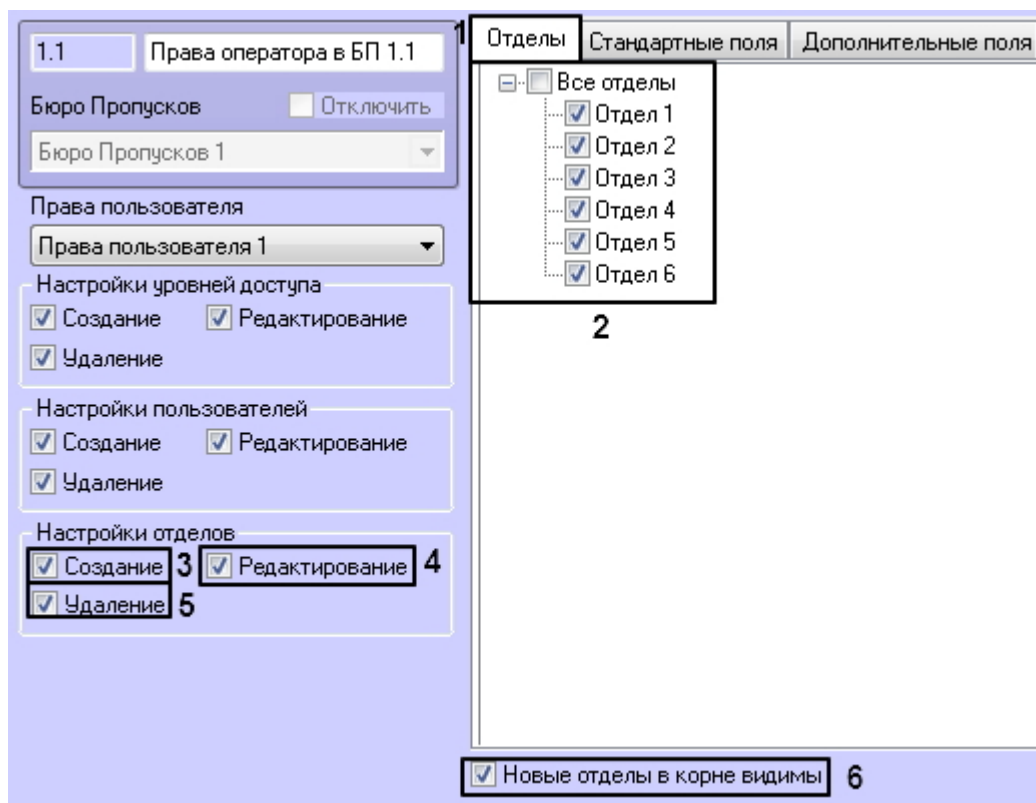 1.1 Права оператора в БП 1.1
Бюро Пропусков Отключить
Бюро Пропусков 1
Права пользователя
Права пользователя 1
Настройки уровней доступа
Создание Редактирование
Удаление
Настройки пользователей
Создание Редактирование
Удаление
Настройки отделов
Создание 3 Редактирование 4
Удаление 5
1 Отделы Стандартные поля Дополнительные поля
Все отделы
Отдел 1
Отдел 2
Отдел 3
Отдел 4
Отдел 5
Отдел 6
2
Новые отделы в корне видимы 6